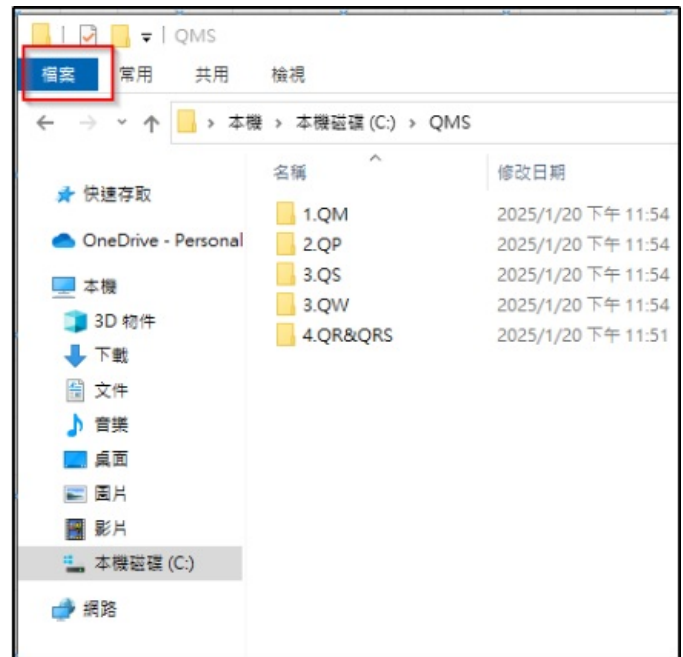 QMS
檔案 常用 共用 檢視
本機 › 本機磁碟 (C:) › QMS
名稱 修改日期
快速存取
OneDrive - Personal
本機
3D 物件
下載
文件
音樂
桌面
圖片
影片
本機磁碟 (C:)
網路
1.QM 2025/1/20 下午 11:54
2.QP 2025/1/20 下午 11:54
3.QS 2025/1/20 下午 11:54
3.QW 2025/1/20 下午 11:54
4.QR&QRS 2025/1/20 下午 11:51